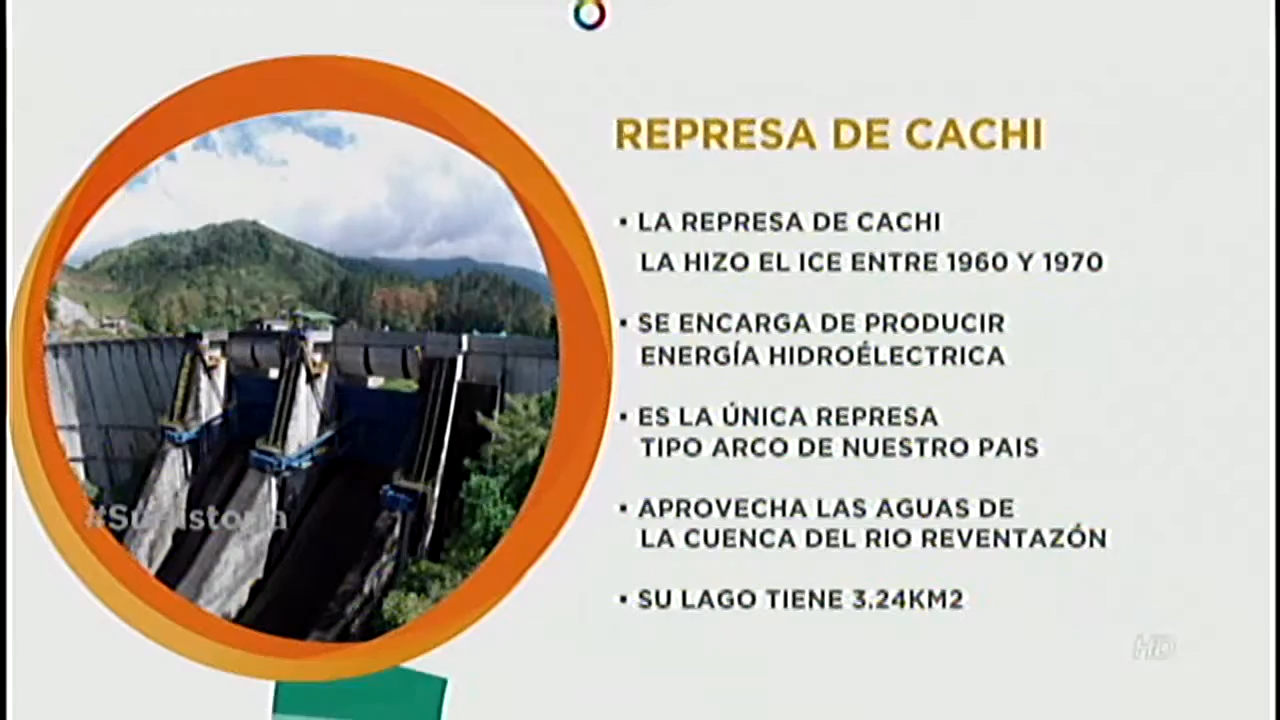 REPRESA DE CACHI
• LA REPRESA DE CACHI
LA HIZO EL ICE ENTRE 1960 Y 1970
• SE ENCARGA DE PRODUCIR
ENERGÍA HIDROÉLECTRICA
• ES LA ÚNICA REPRESA
TIPO ARCO DE NUESTRO PAIS
• APROVECHA LAS AGUAS DE
LA CUENCA DEL RIO REVENTAZÓN
• SU LAGO TIENE 3.24KM2
#SuHistoria
HD